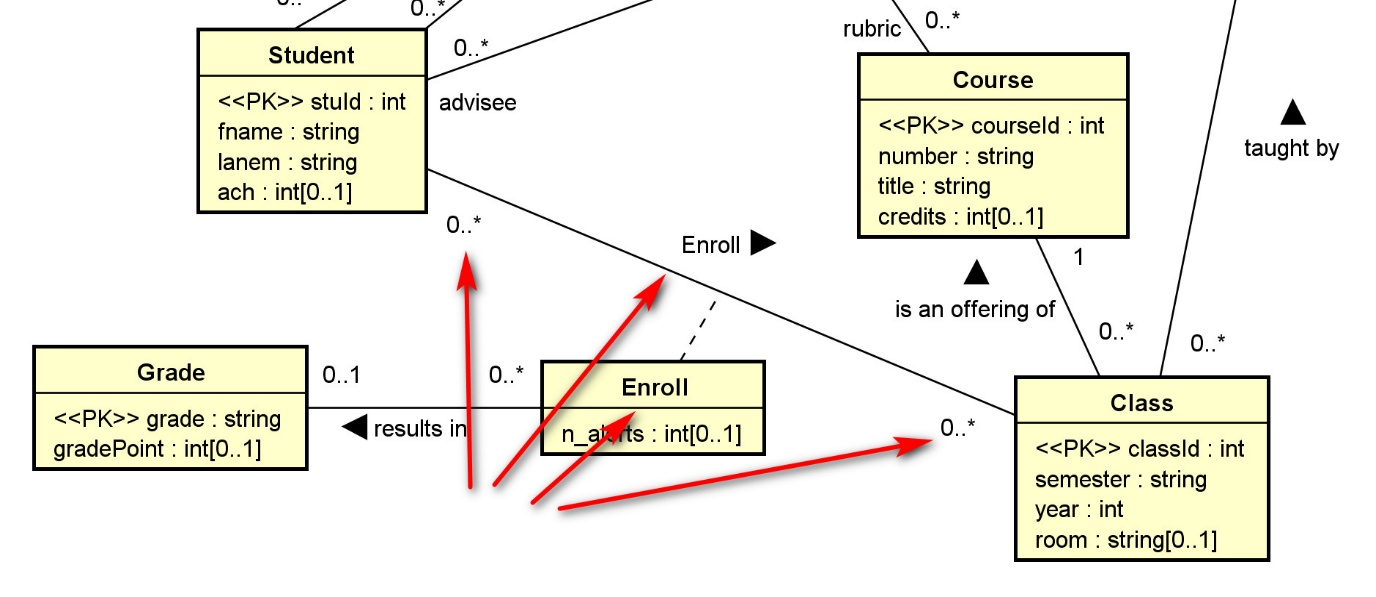 0..
0..*
Student
<<PK>> stuId : int
fname : string
lanem : string
ach : int[0..1]
0..*
advisee
rubric
0..*
Course
<<PK>> courseId : int
number : string
title : string
credits : int[0..1]
taught by
0..*
Enroll
1
is an offering of
0..*
0..*
Grade
<<PK>> grade : string
gradePoint : int[0..1]
0..1
0..*
results in
Enroll
n_alerts : int[0..1]
0..*
Class
<<PK>> classId : int
semester : string
year : int
room : string[0..1]